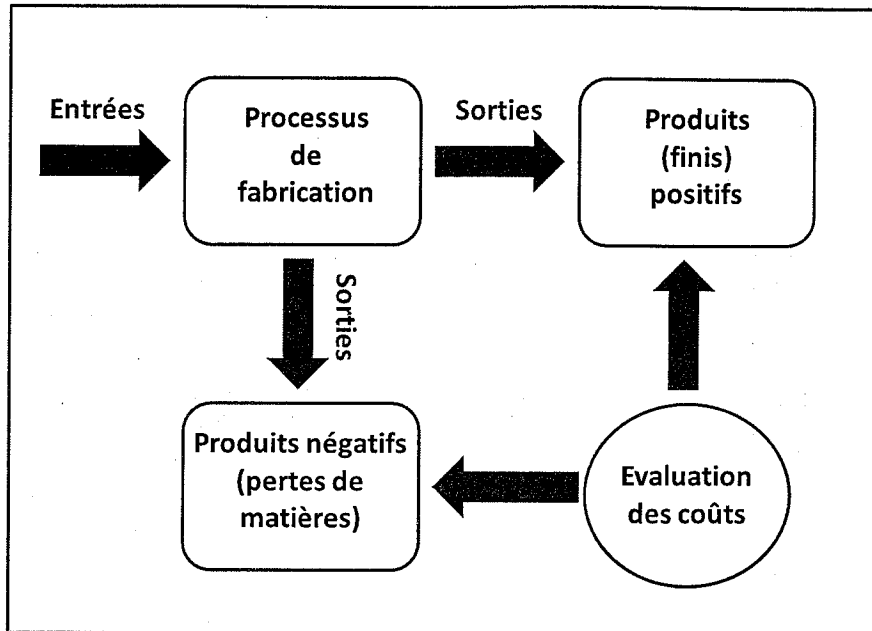 Entrées
Processus
de
fabrication
Sorties
Produits
(finis)
positifs
Sorties
Produits négatifs
(pertes de
matières)
Evaluation
des coûts